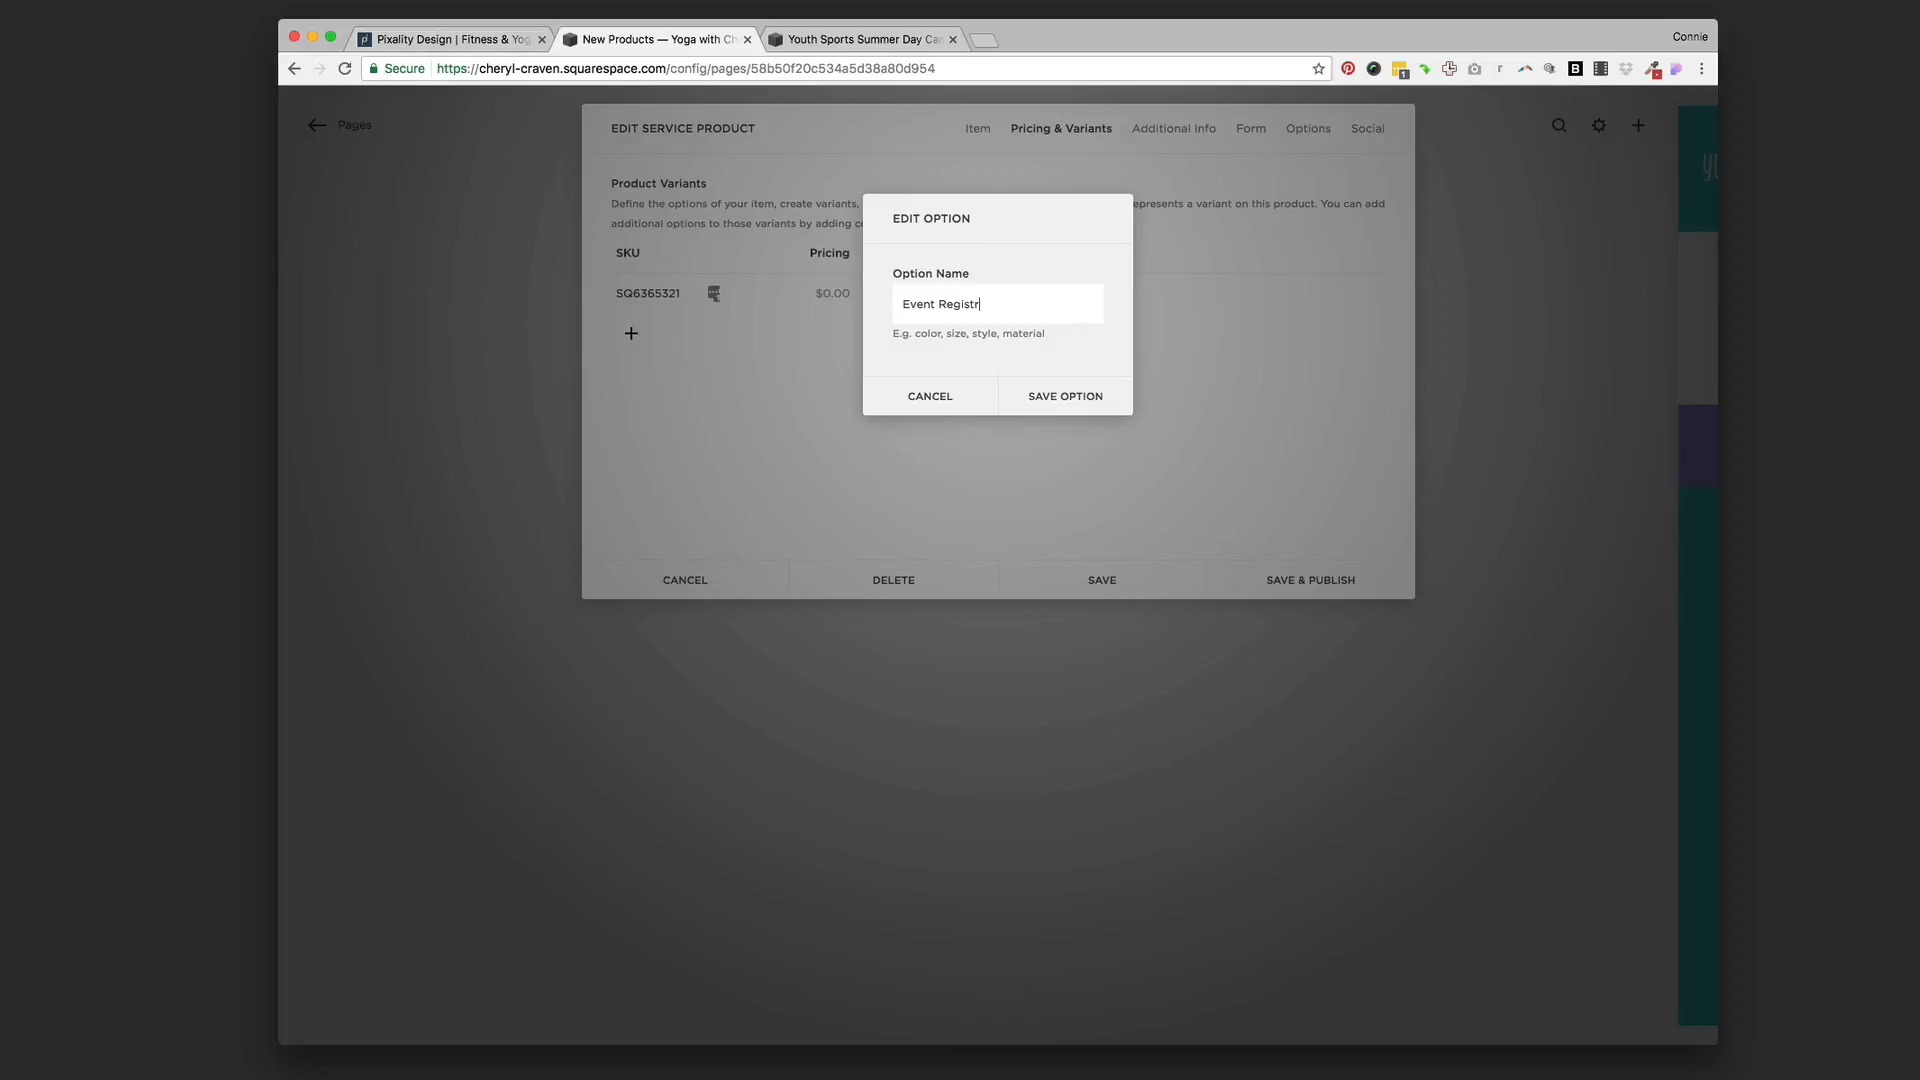 Pixality Design | Fitness & Yog
New Products — Yoga with Ch
Youth Sports Summer Day Car
Connie
Secure https://cheryl-craven.squarespace.com/config/pages/58b50f20c534a5d38a80d954
1
r
B
Pages
EDIT SERVICE PRODUCT
Item Pricing & Variants Additional Info Form Options Social
Product Variants
Define the options of your item, create variants,
epresents a variant on this product. You can add
additional options to those variants by adding co
SKU Pricing
SQ6365321 $0.00
EDIT OPTION
Option Name
Event Registr
E.g. color, size, style, material
CANCEL SAVE OPTION
CANCEL DELETE SAVE SAVE & PUBLISH